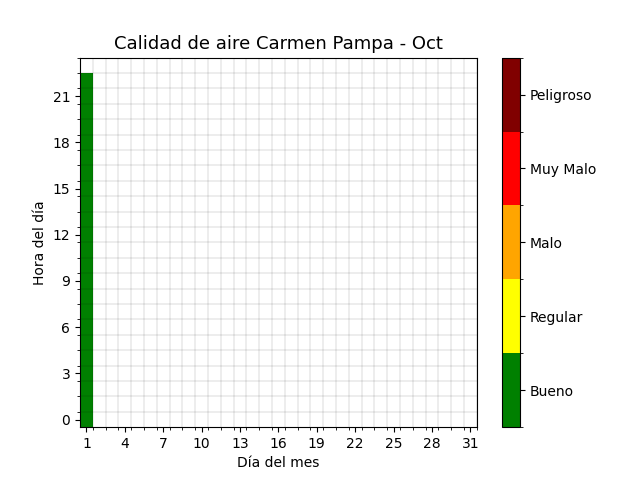 Calidad de aire Carmen Pampa - Oct
Hora del día
21
18
15
12
9
6
3
0
1 4 7 10 13 16 19 22 25 28 31
Día del mes
Peligroso
Muy Malo
Malo
Regular
Bueno